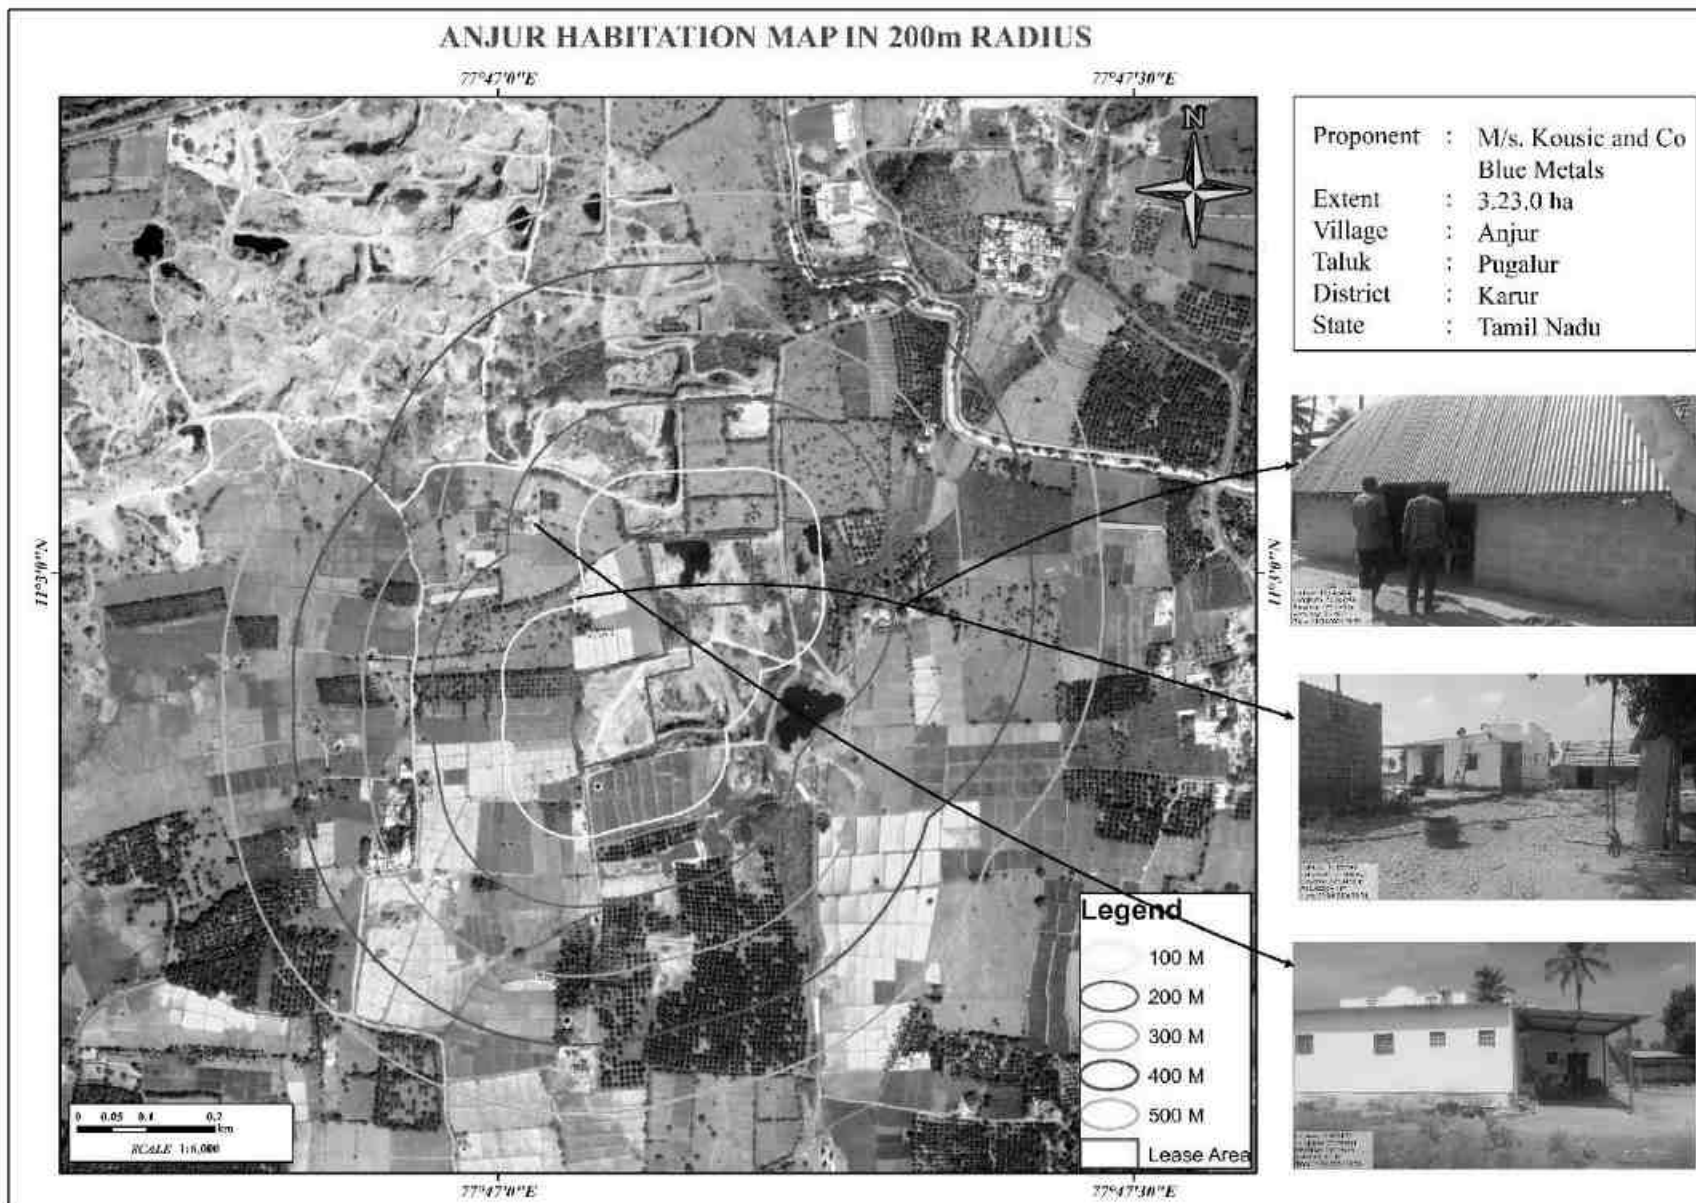 ANJUR HABITATION MAP IN 200m RADIUS
77°47'0"E
77°47'30"E
N
11°3'0"N
11°3'0"N
Proponent : M/s. Kousic and Co
Blue Metals
Extent : 3.23.0 ha
Village : Anjur
Taluk : Pugalur
District : Karur
State : Tamil Nadu
Legend
100 M
200 M
300 M
400 M
500 M
Lease Area
0 0.05 0.1 0.2
km
SCALE 1:6,000
77°47'0"E
77°47'30"E